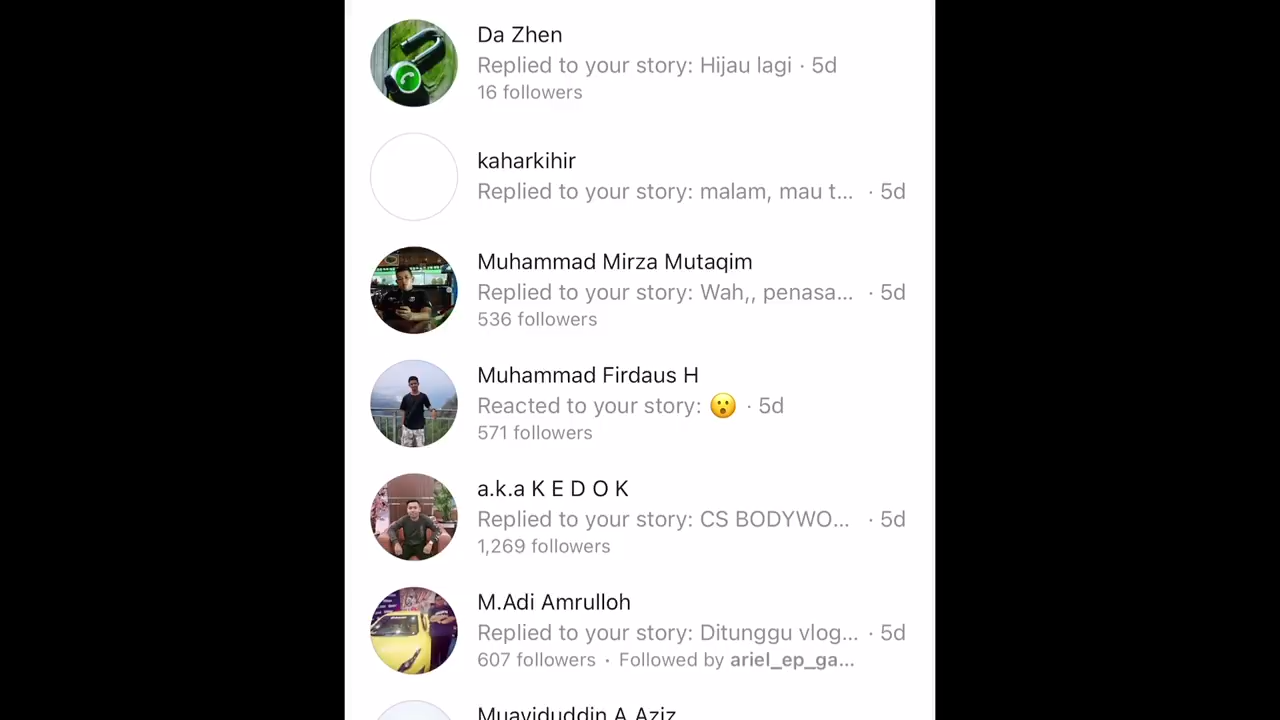 Da Zhen
Replied to your story: Hijau lagi · 5d
16 followers
kaharkihir
Replied to your story: malam, mau t... · 5d
Muhammad Mirza Mutaqim
Replied to your story: Wah,, penasa... · 5d
536 followers
Muhammad Firdaus H
Reacted to your story: 😮 · 5d
571 followers
a.k.a K E D O K
Replied to your story: CS BODYWO... · 5d
1,269 followers
M.Adi Amrulloh
Replied to your story: Ditunggu vlog... · 5d
607 followers · Followed by ariel_ep_ga...
Muayiduddin A Aziz